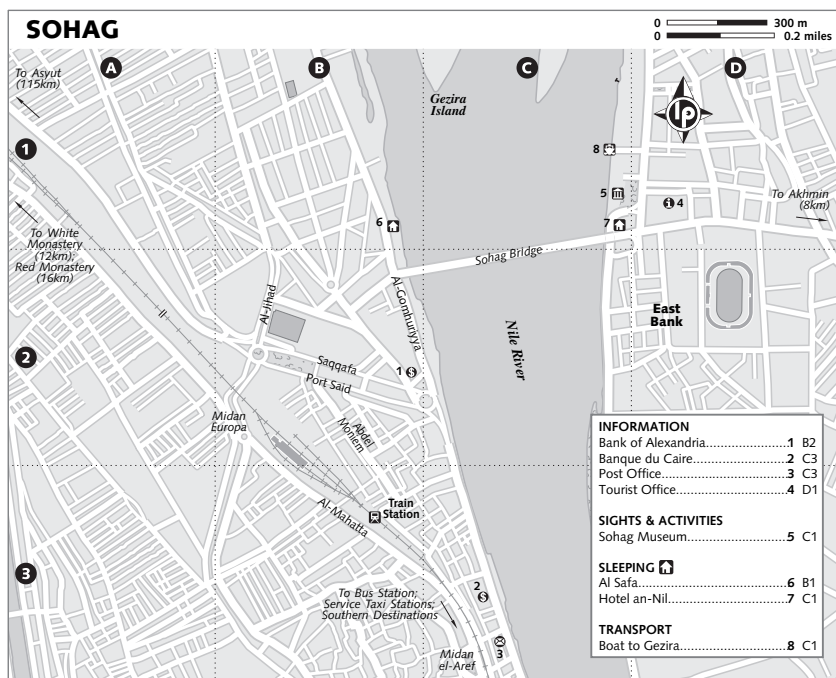 SOHAG
0 300 m
0 0.2 miles
A
B
C
D
To Asyut
(115km)
Gezira
Island
lp
1
8
5
4
To Akhmin
(8km)
6
7
To White
Monastery
(12km);
Red Monastery
(16km)
Sohag Bridge
Al-Gomhuriyya
Al-Jihad
East
Bank
Nile River
2
Saqqafa
1
Port Said
Midan
Europa
Abdel
Moniem
Train
Station
Al-Mahatta
3
2
To Bus Station;
Service Taxi Stations;
Southern Destinations
Midan
el-Aref
3
INFORMATION
Bank of Alexandria.....................1 B2
Banque du Caire........................2 C3
Post Office................................3 C3
Tourist Office............................4 D1
SIGHTS & ACTIVITIES
Sohag Museum.........................5 C1
SLEEPING
Al Safa......................................6 B1
Hotel an-Nil..............................7 C1
TRANSPORT
Boat to Gezira...........................8 C1